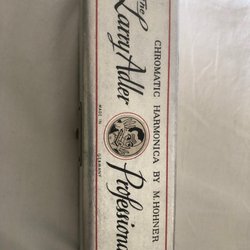 The
Larry Adler
Professional
CHROMATIC HARMONICA BY M. HOHNER
MADE IN
GERMANY